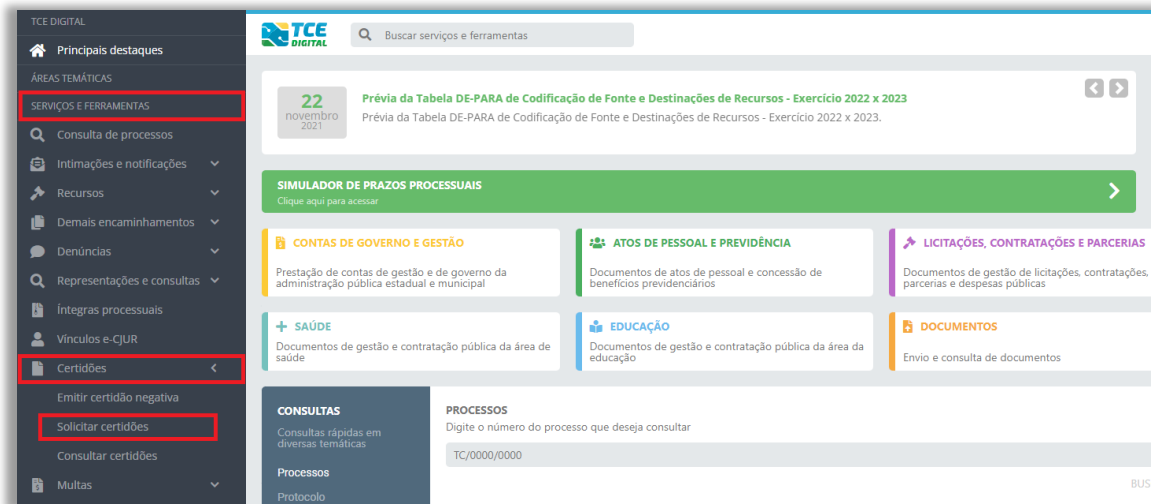 TCE DIGITAL
Principais destaques
ÁREAS TEMÁTICAS
SERVIÇOS E FERRAMENTAS
Consulta de processos
Intimações e notificações
Recursos
Demais encaminhamentos
Denúncias
Representações e consultas
Íntegras processuais
Vínculos e-CJUR
Certidões
Emitir certidão negativa
Solicitar certidões
Consultar certidões
Multas
TCE
DIGITAL
Buscar serviços e ferramentas
22
novembro
2021
Prévia da Tabela DE-PARA de Codificação de Fonte e Destinações de Recursos - Exercício 2022 x 2023
Prévia da Tabela DE-PARA de Codificação de Fonte e Destinações de Recursos - Exercício 2022 x 2023.
SIMULADOR DE PRAZOS PROCESSUAIS
Clique aqui para acessar
CONTAS DE GOVERNO E GESTÃO
Prestação de contas de gestão e de governo da
administração pública estadual e municipal
ATOS DE PESSOAL E PREVIDÊNCIA
Documentos de atos de pessoal e concessão de
benefícios previdenciários
LICITAÇÕES, CONTRATAÇÕES E PARCERIAS
Documentos de gestão de licitações, contratações,
parcerias e despesas públicas
SAÚDE
Documentos de gestão e contratação pública da área de
saúde
EDUCAÇÃO
Documentos de gestão e contratação pública da área da
educação
DOCUMENTOS
Envio e consulta de documentos
CONSULTAS
Consultas rápidas em
diversas temáticas
Processos
Protocolo
PROCESSOS
Digite o número do processo que deseja consultar
TC/0000/0000
BUS